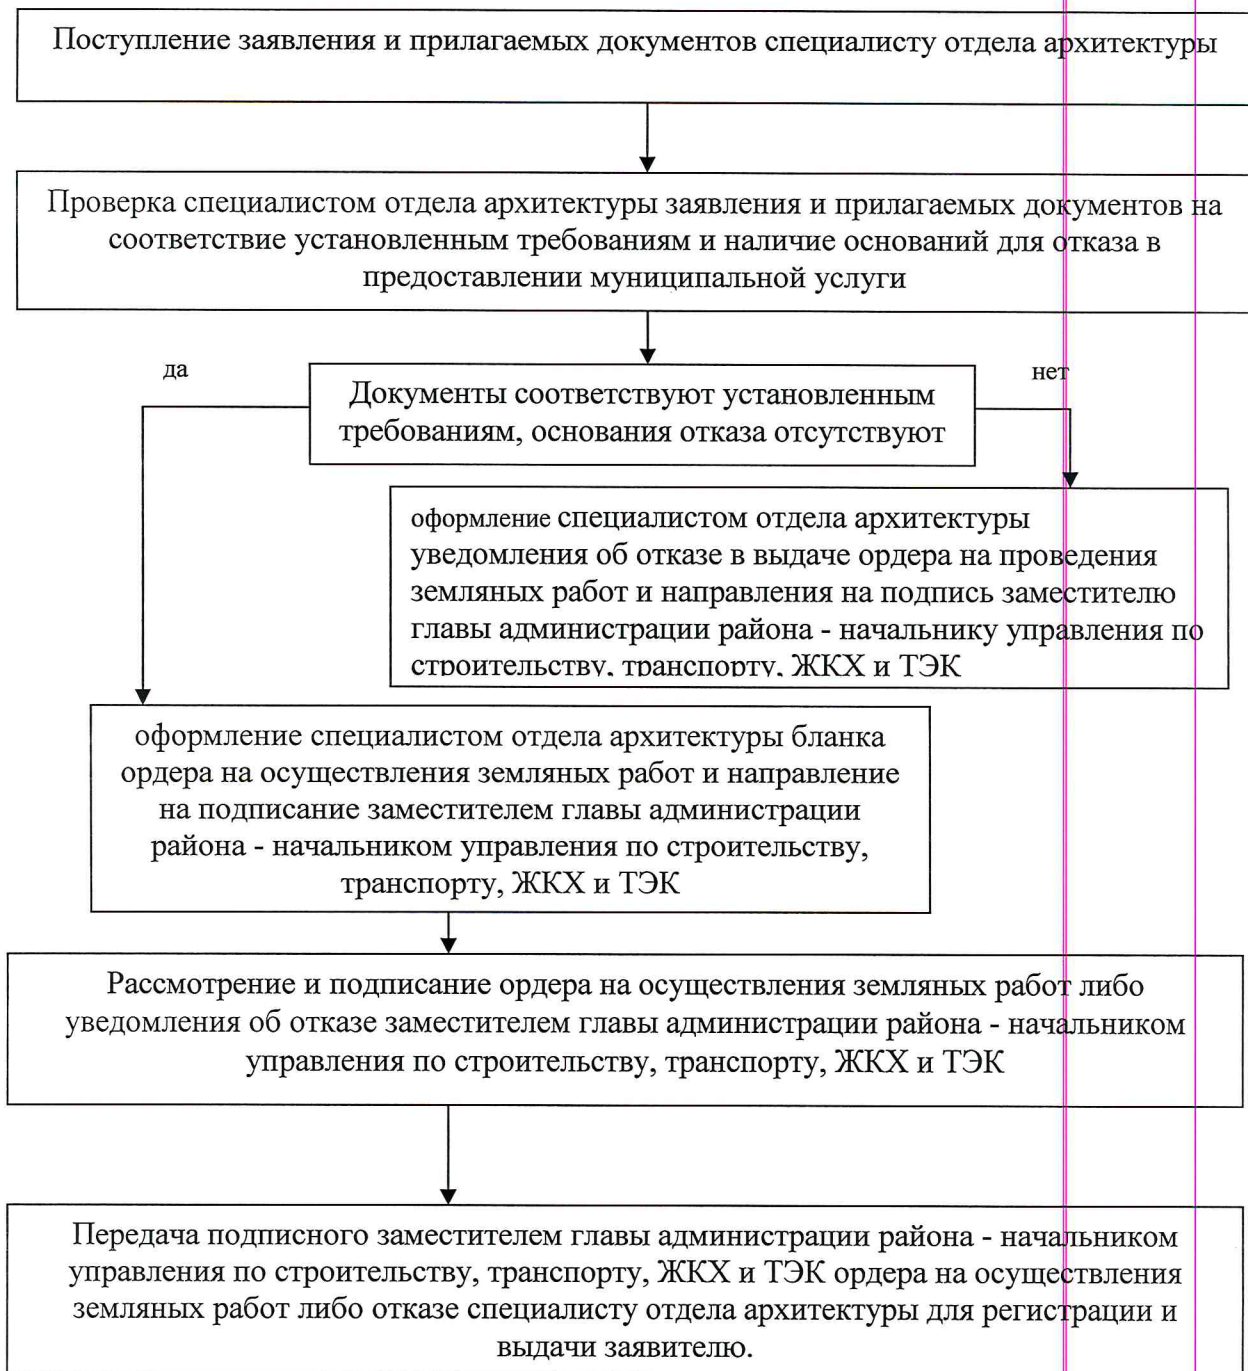 Поступление заявления и прилагаемых документов специалисту отдела архитектуры
Проверка специалистом отдела архитектуры заявления и прилагаемых документов на
соответствие установленным требованиям и наличие оснований для отказа в
предоставлении муниципальной услуги
да
нет
Документы соответствуют установленным
требованиям, основания отказа отсутствуют
оформление специалистом отдела архитектуры
уведомления об отказе в выдаче ордера на проведения
земляных работ и направления на подпись заместителю
главы администрации района - начальнику управления по
строительству, транспорту, ЖКХ и ТЭК
оформление специалистом отдела архитектуры бланка
ордера на осуществления земляных работ и направление
на подписание заместителем главы администрации
района - начальником управления по строительству,
транспорту, ЖКХ и ТЭК
Рассмотрение и подписание ордера на осуществления земляных работ либо
уведомления об отказе заместителем главы администрации района - начальником
управления по строительству, транспорту, ЖКХ и ТЭК
Передача подписного заместителем главы администрации района - начальником
управления по строительству, транспорту, ЖКХ и ТЭК ордера на осуществления
земляных работ либо отказе специалисту отдела архитектуры для регистрации и
выдачи заявителю.